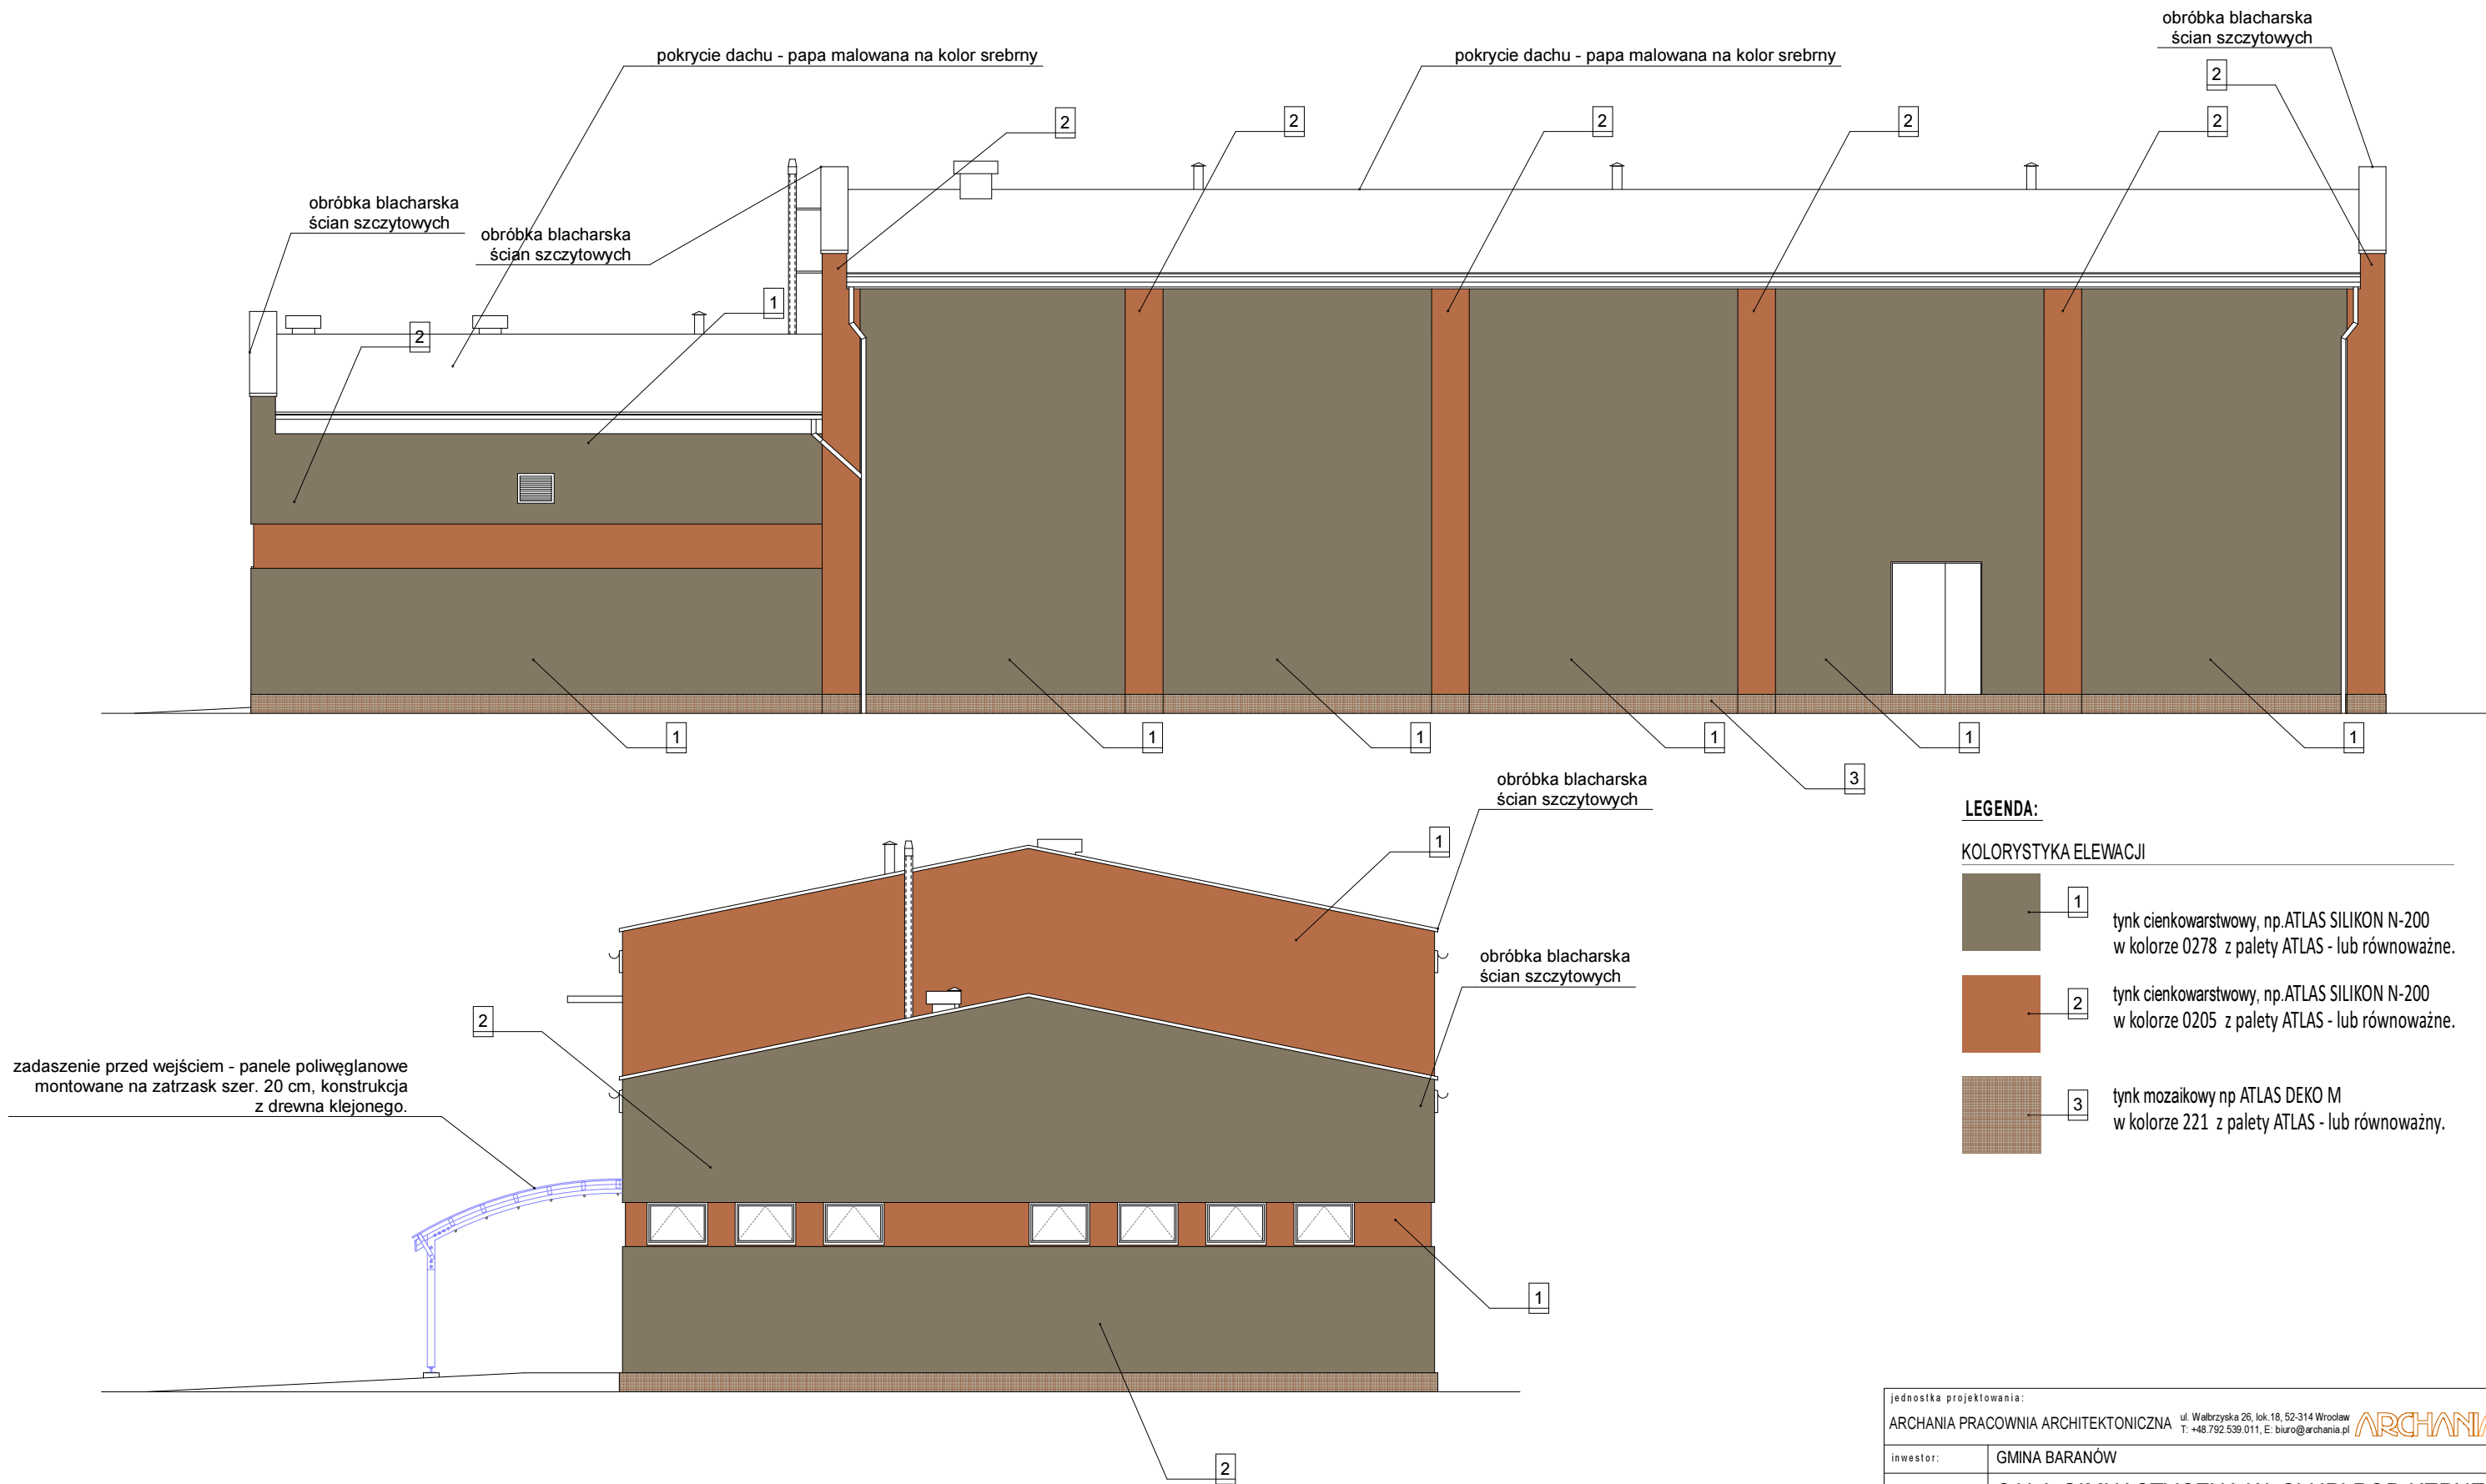 obróbka blacharska
ścian szczytowych
pokrycie dachu - papa malowana na kolor srebrny
pokrycie dachu - papa malowana na kolor srebrny
2
2
2
2
2
2
obróbka blacharska
ścian szczytowych
obróbka blacharska
ścian szczytowych
1
2
1
1
1
1
1
1
3
obróbka blacharska
ścian szczytowych
1
obróbka blacharska
ścian szczytowych
2
zadaszenie przed wejściem - panele poliwęglanowe
montowane na zatrzask szer. 20 cm, konstrukcja
z drewna klejonego.
1
2
LEGENDA:
KOLORYSTYKA ELEWACJI
1
tynk cienkowarstwowy, np.ATLAS SILIKON N-200
w kolorze 0278 z palety ATLAS - lub równoważne.
2
tynk cienkowarstwowy, np.ATLAS SILIKON N-200
w kolorze 0205 z palety ATLAS - lub równoważne.
3
tynk mozaikowy np ATLAS DEKO M
w kolorze 221 z palety ATLAS - lub równoważny.
jednostka projektowania:
ARCHANIA PRACOWNIA ARCHITEKTONICZNA
ul. Wałbrzyska 26, lok.18, 52-314 Wrocław
T: +48.792.539.011, E: biuro@archania.pl
ARCHANIA
inwestor:
GMINA BARANÓW